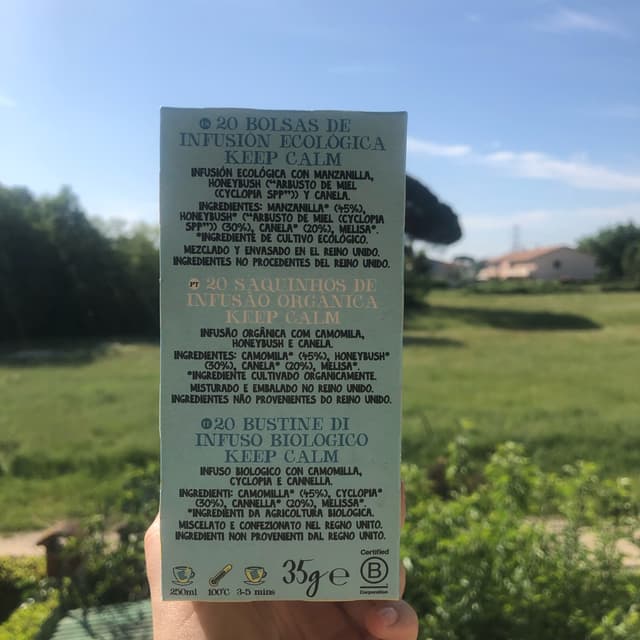 ES 20 BOLSAS DE
INFUSIÓN ECOLÓGICA
KEEP CALM
INFUSIÓN ECOLÓGICA CON MANZANILLA,
HONEYBUSH (“ARBUSTO DE MIEL
(CYCLOPIA SPP”)) Y CANELA.
INGREDIENTES: MANZANILLA* (45%),
HONEYBUSH* (“ARBUSTO DE MIEL (CYCLOPIA
SPP”)) (30%), CANELA* (20%), MELISA*.
*INGREDIENTE DE CULTIVO ECOLÓGICO.
MEZCLADO Y ENVASADO EN EL REINO UNIDO.
INGREDIENTES NO PROCEDENTES DEL REINO UNIDO.
PT 20 SAQUINHOS DE
INFUSÃO ORGÂNICA
KEEP CALM
INFUSÃO ORGÂNICA COM CAMOMILA,
HONEYBUSH E CANELA.
INGREDIENTES: CAMOMILA* (45%), HONEYBUSH*
(30%), CANELA* (20%), MELISA*.
*INGREDIENTE CULTIVADO ORGANICAMENTE.
MISTURADO E EMBALADO NO REINO UNIDO.
INGREDIENTES NÃO PROVENIENTES DO REINO UNIDO.
IT 20 BUSTINE DI
INFUSO BIOLOGICO
KEEP CALM
INFUSO BIOLOGICO CON CAMOMILLA,
CYCLOPIA E CANNELLA.
INGREDIENTI: CAMOMILLA* (45%), CYCLOPIA*
(30%), CANNELLA* (20%), MELISSA*.
*INGREDIENTI DA AGRICOLTURA BIOLOGICA.
MISCELATO E CONFEZIONATO NEL REGNO UNITO.
INGREDIENTI NON PROVENIENTI DAL REGNO UNITO.
250ml 100°C 3-5 mins 35g ℮
Certified
B
Corporation